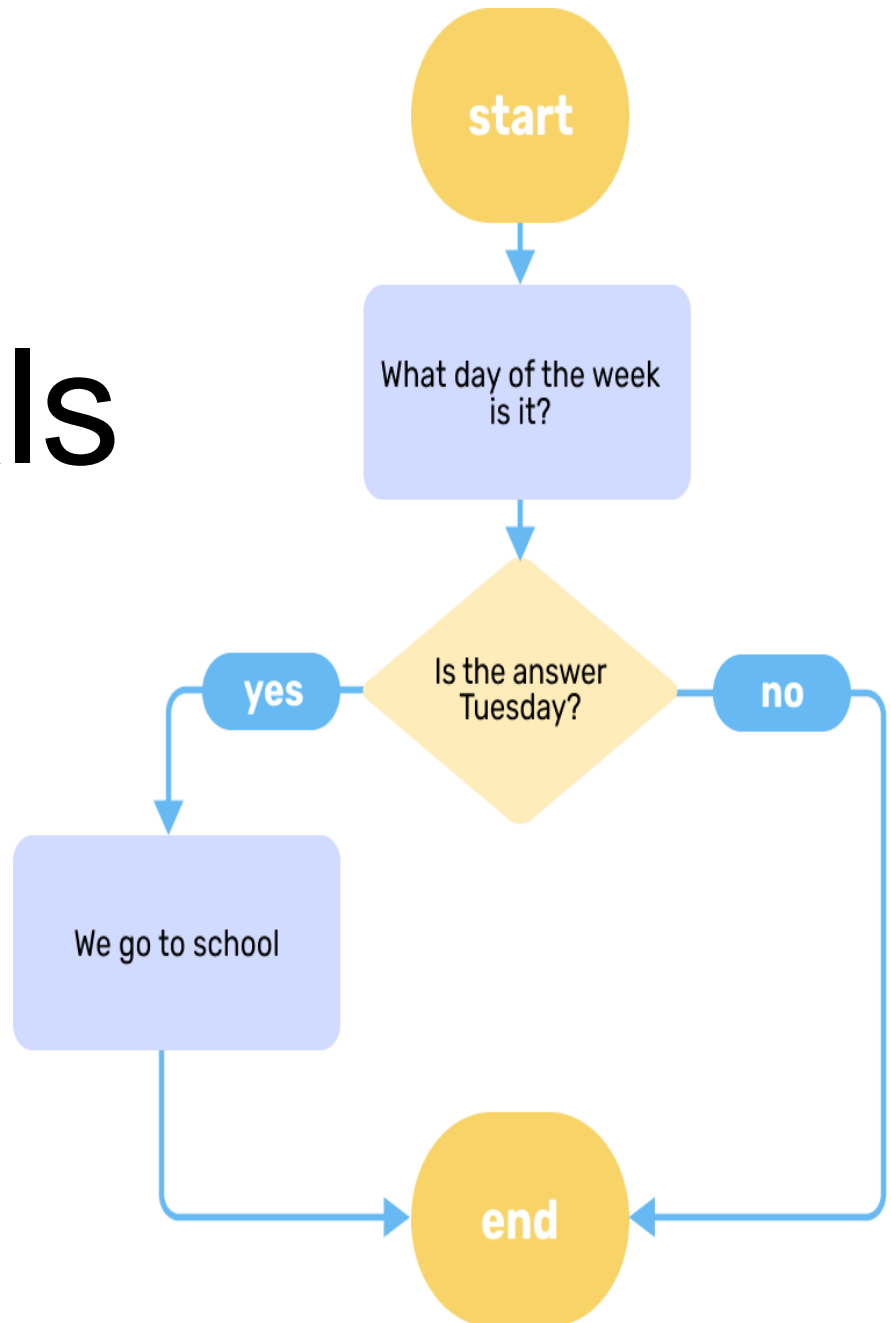 start
ls
What day of the week
is it?
Is the answer
Tuesday?
yes
no
We go to school
end